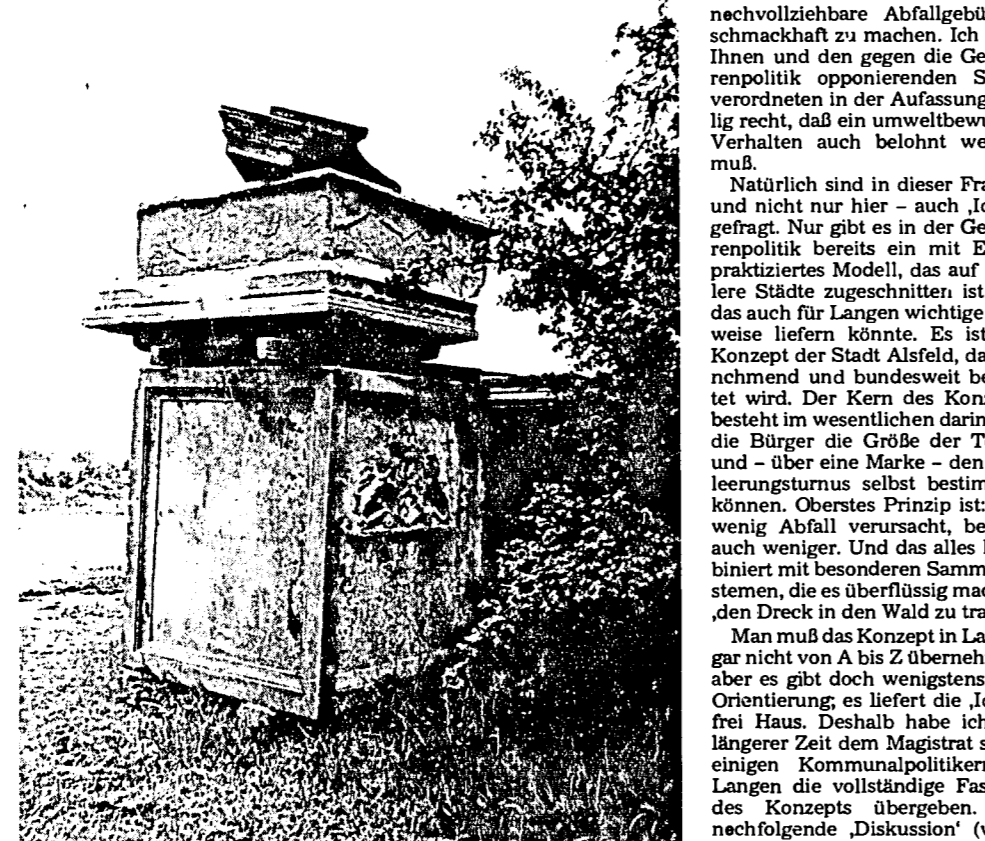 nechvollziehbare Abfallgebü
schmackhaft zu machen. Ich
Ihnen und den gegen die Ge
renpolitik opponierenden S
verordneten in der Aufassung
lig recht, daß ein umweltbewu
Verhalten auch belohnt we
muß.
Natürlich sind in dieser Fra
und nicht nur hier – auch ‚Id
gefragt. Nur gibt es in der Ge
renpolitik bereits ein mit E
praktiziertes Modell, das auf
lere Städte zugeschnitten ist
das auch für Langen wichtige
weise liefern könnte. Es ist
Konzept der Stadt Alsfeld, da
nehmend und bundesweit be
tet wird. Der Kern des Konz
besteht im wesentlichen darin
die Bürger die Größe der T
und – über eine Marke – den
leerungsturnus selbst bestim
können. Oberstes Prinzip ist:
wenig Abfall verursacht, be
auch weniger. Und das alles
biniert mit besonderen Samm
stemen, die es überflüssig mac
‚den Dreck in den Wald zu tra
Man muß das Konzept in La
gar nicht von A bis Z übernehr
aber es gibt doch wenigstens
Orientierung; es liefert die ‚Id
frei Haus. Deshalb habe ich
längerer Zeit dem Magistrat s
einigen Kommunalpolitikern
Langen die vollständige Fas
des Konzepts übergeben.
nechfolgende ‚Diskussion‘ (v